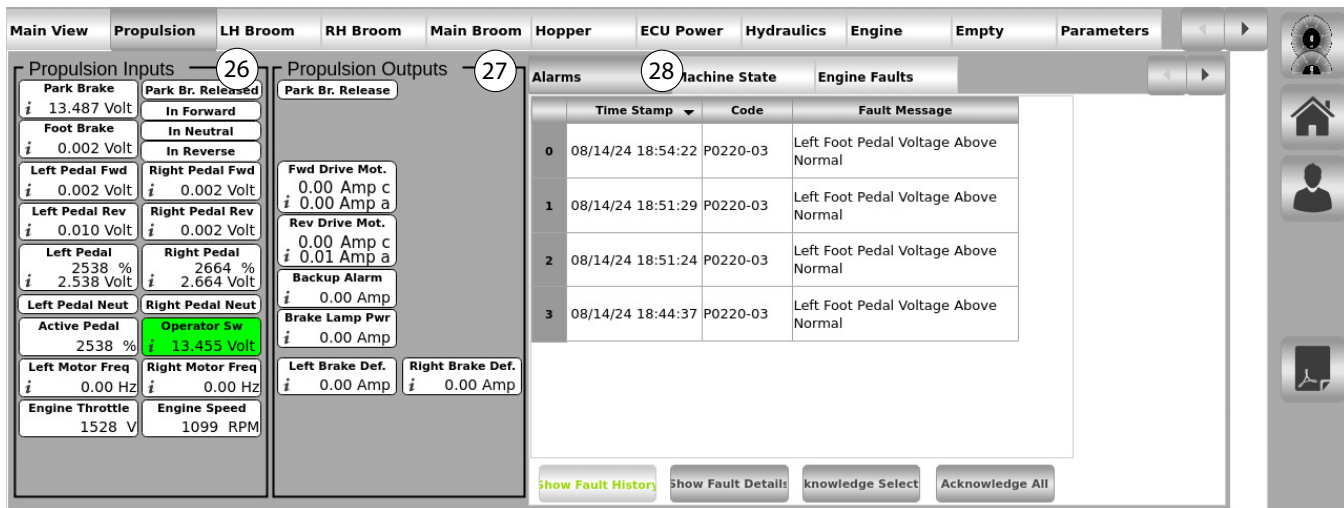 Main View Propulsion LH Broom RH Broom Main Broom Hopper ECU Power Hydraulics Engine Empty Parameters
Propulsion Inputs 26
Park Brake
i 13.487 Volt
Park Br. Released
In Forward
Foot Brake
i 0.002 Volt
In Neutral
In Reverse
Left Pedal Fwd
i 0.002 Volt
Right Pedal Fwd
i 0.002 Volt
Left Pedal Rev
i 0.010 Volt
Right Pedal Rev
i 0.002 Volt
Left Pedal
2538 %
i 2.538 Volt
Right Pedal
2664 %
i 2.664 Volt
Left Pedal Neut
Right Pedal Neut
Active Pedal
2538 %
Operator Sw
i 13.455 Volt
Left Motor Freq
i 0.00 Hz
Right Motor Freq
i 0.00 Hz
Engine Throttle
1528 V
Engine Speed
1099 RPM
Propulsion Outputs 27
Park Br. Release
Fwd Drive Mot.
0.00 Amp c
i 0.00 Amp a
Rev Drive Mot.
0.00 Amp c
i 0.01 Amp a
Backup Alarm
i 0.00 Amp
Brake Lamp Pwr
i 0.00 Amp
Left Brake Def.
i 0.00 Amp
Right Brake Def.
i 0.00 Amp
Alarms 28 Machine State Engine Faults
Time Stamp Code Fault Message
0 08/14/24 18:54:22 P0220-03 Left Foot Pedal Voltage Above
Normal
1 08/14/24 18:51:29 P0220-03 Left Foot Pedal Voltage Above
Normal
2 08/14/24 18:51:24 P0220-03 Left Foot Pedal Voltage Above
Normal
3 08/14/24 18:44:37 P0220-03 Left Foot Pedal Voltage Above
Normal
Show Fault History Show Fault Details knowledge Select Acknowledge All